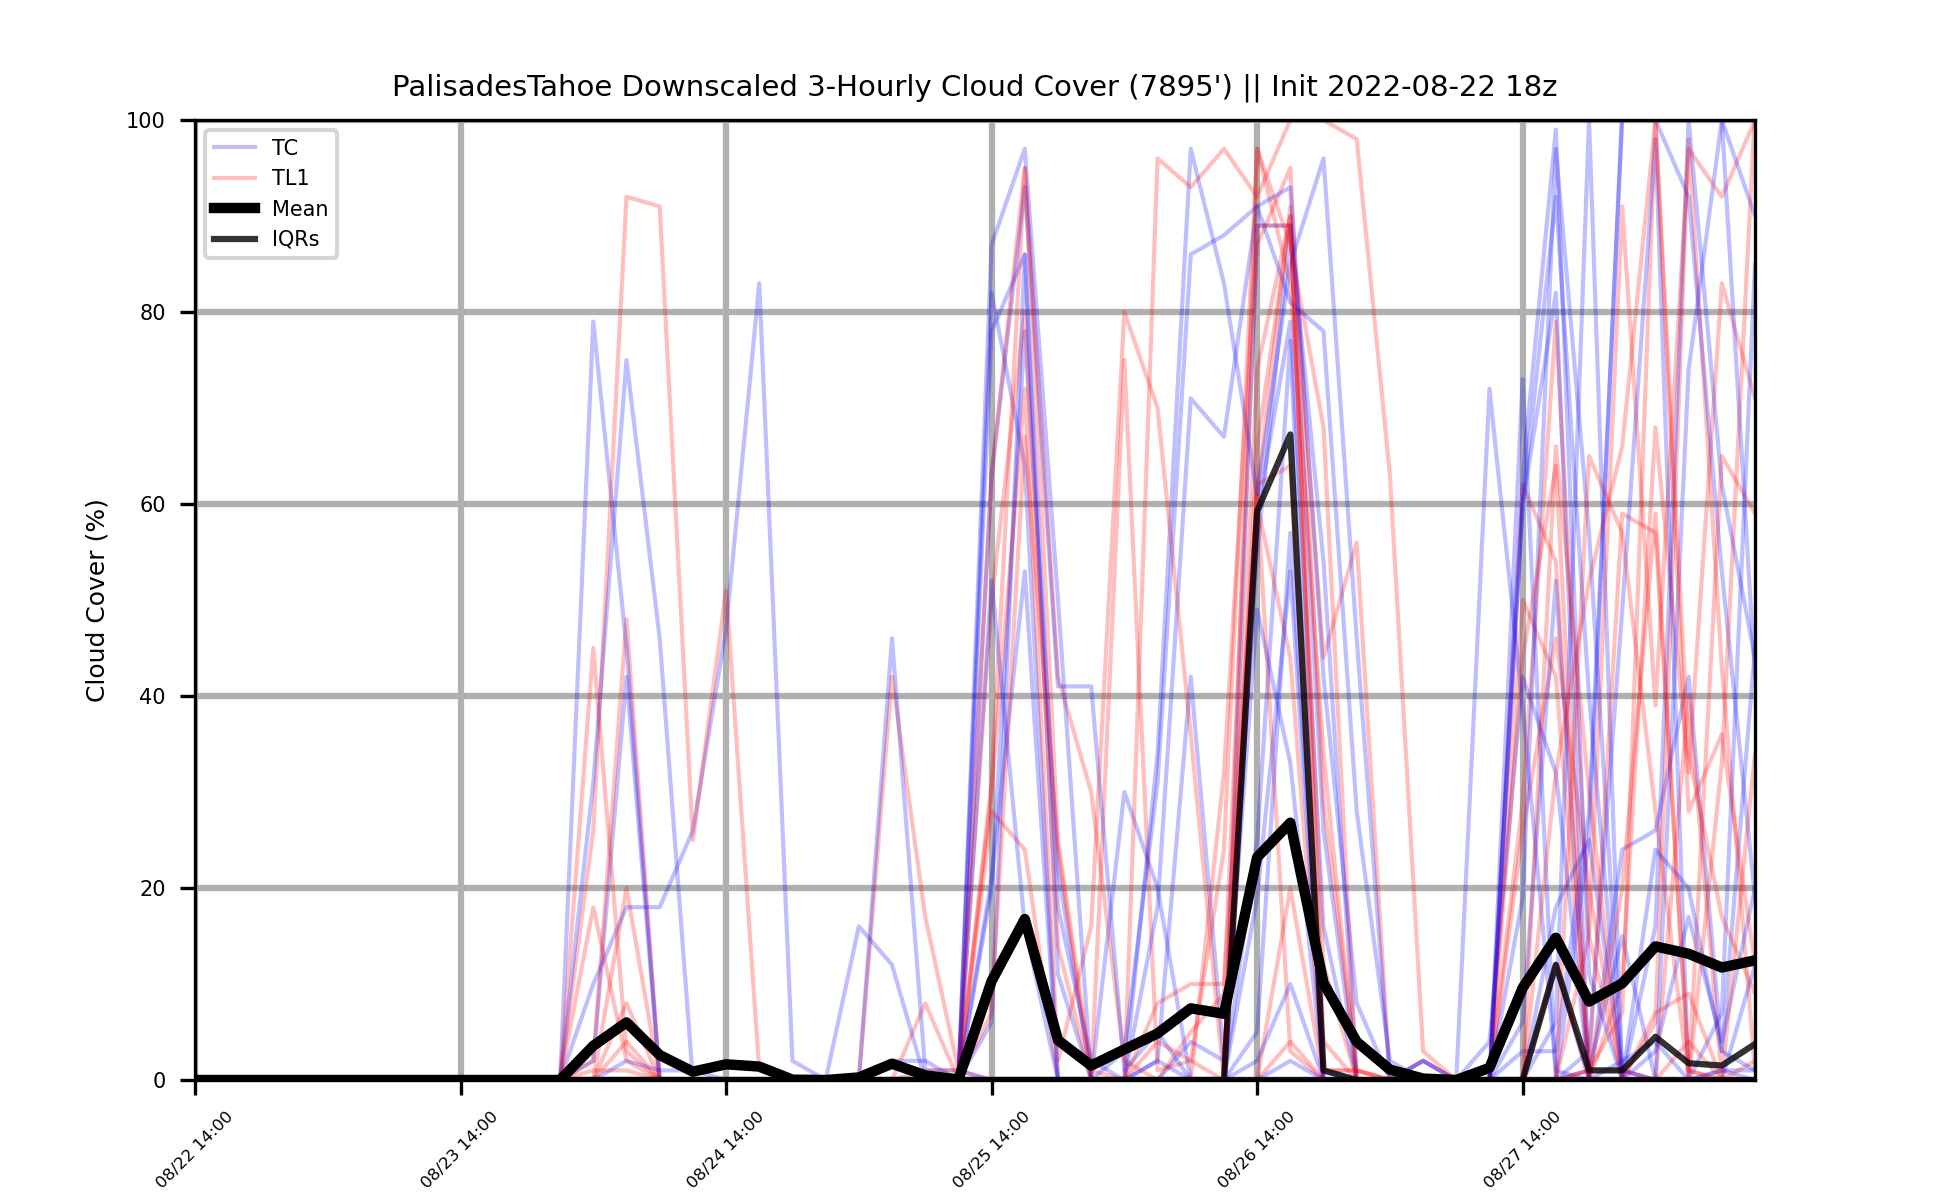 PalisadesTahoe Downscaled 3-Hourly Cloud Cover (7895') || Init 2022-08-22 18z
TC
TL1
Mean
IQRs
Cloud Cover (%)
100
80
60
40
20
0
08/22 14:00
08/23 14:00
08/24 14:00
08/25 14:00
08/26 14:00
08/27 14:00